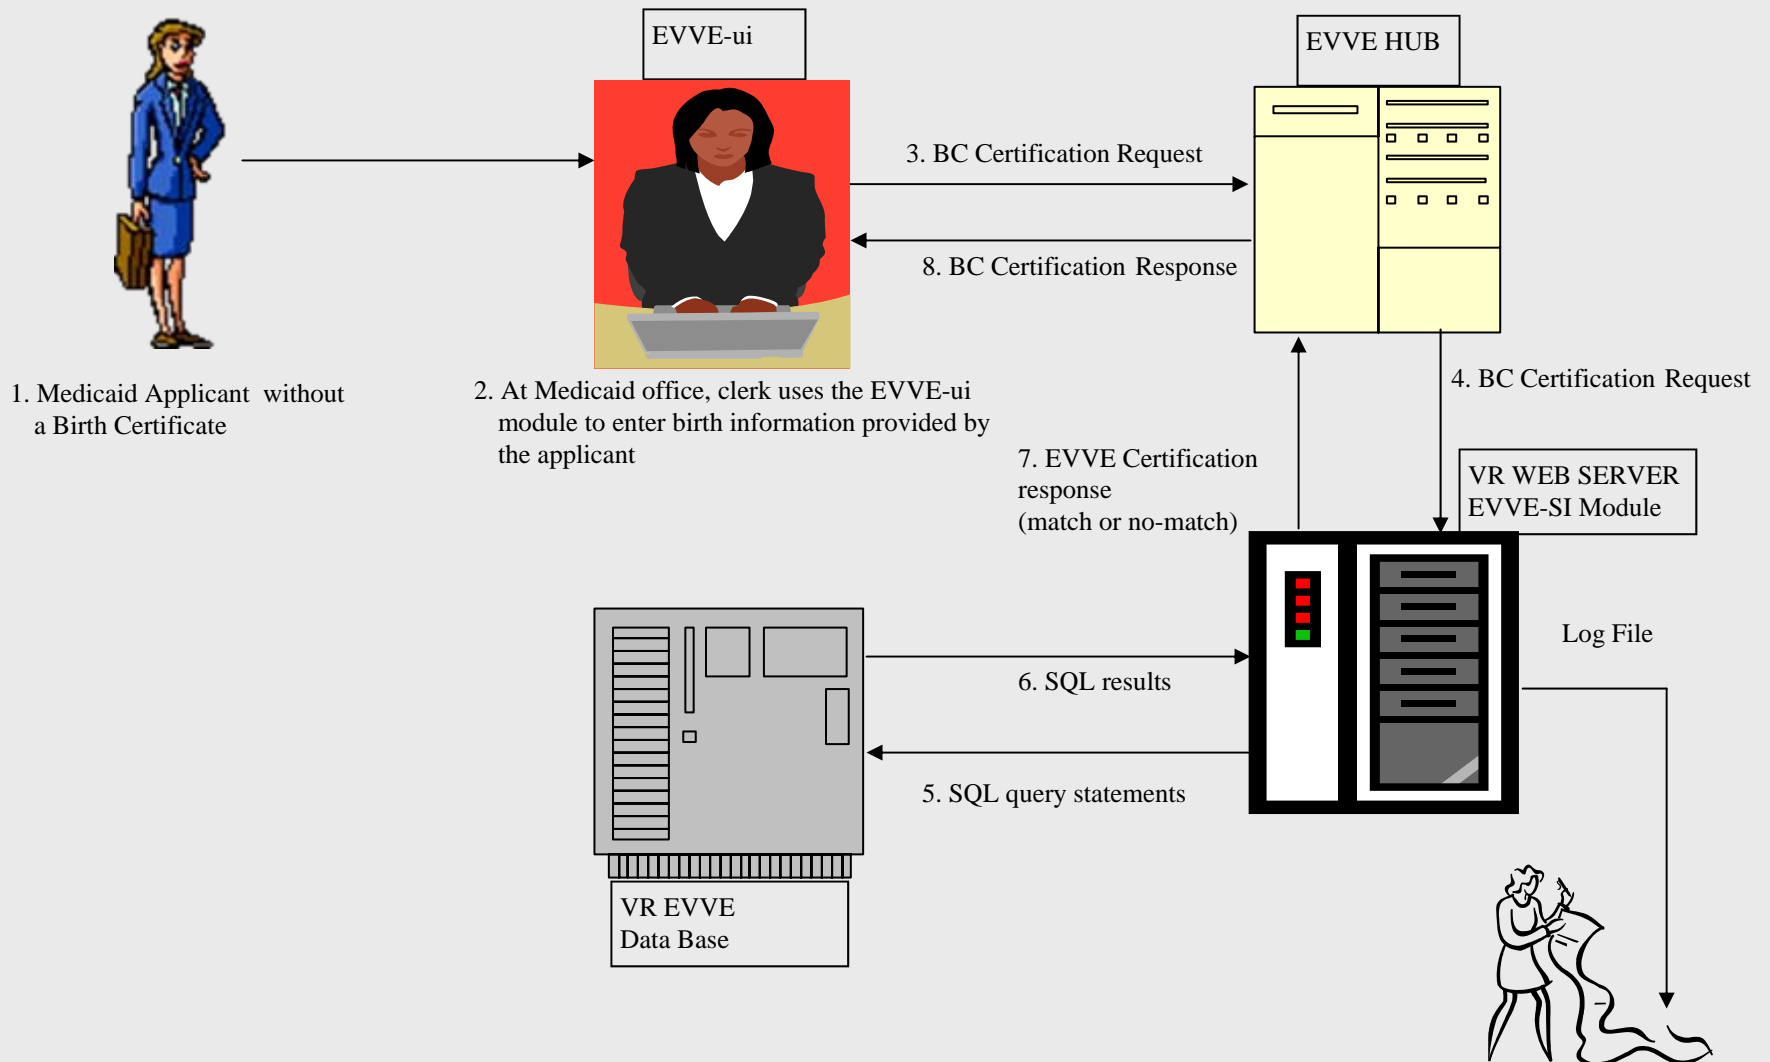 EVVE-ui
EVVE HUB
3. BC Certification Request
8. BC Certification Response
1. Medicaid Applicant without
a Birth Certificate
2. At Medicaid office, clerk uses the EVVE-ui
module to enter birth information provided by
the applicant
4. BC Certification Request
7. EVVE Certification
response
(match or no-match)
VR WEB SERVER
EVVE-SI Module
Log File
6. SQL results
5. SQL query statements
VR EVVE
Data Base